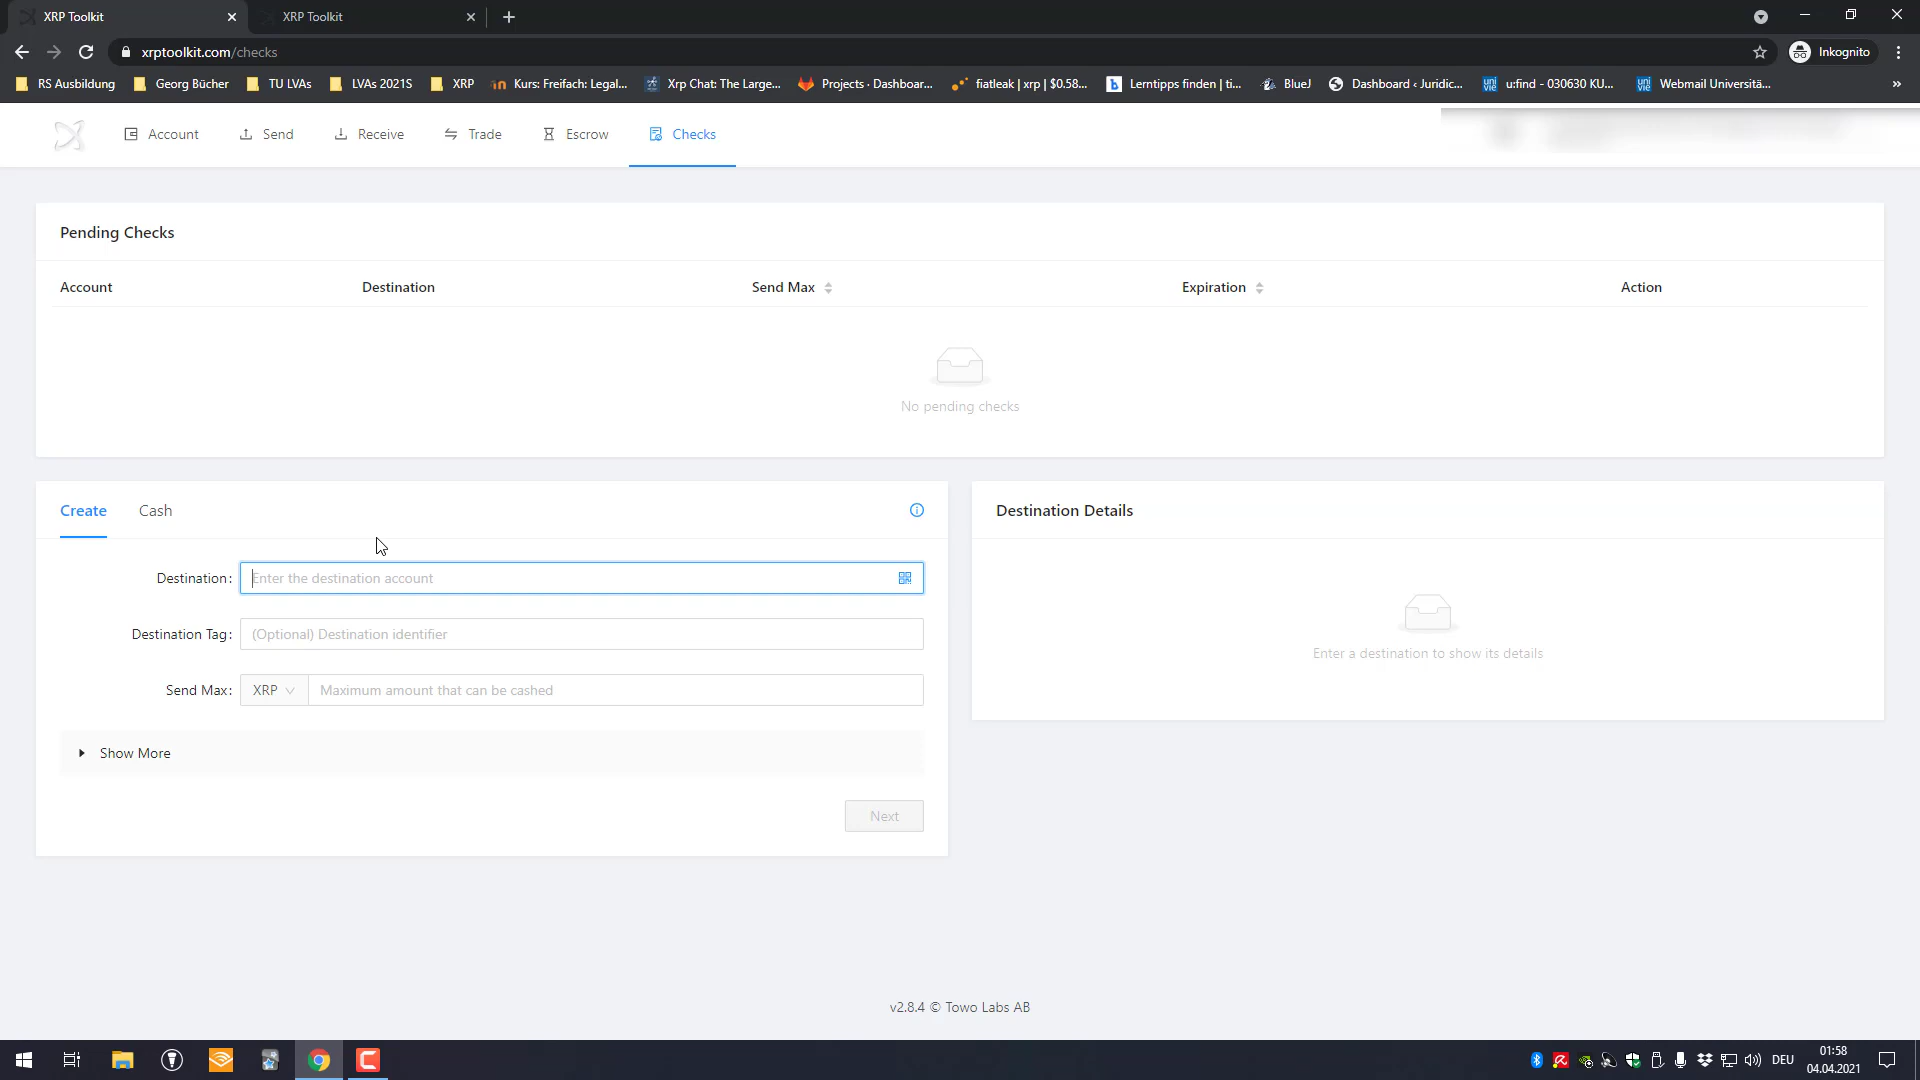 XRP Toolkit XRP Toolkit
xrptoolkit.com/checks Inkognito
RS Ausbildung Georg Bücher TU LVAs LVAs 2021S XRP Kurs: Freifach: Legal... Xrp Chat: The Large... Projects · Dashboar... fiatleak | xrp | $0.58... Lerntipps finden | ti... BlueJ Dashboard ‹ Juridic... u:find - 030630 KU... Webmail Universitä... »
Account Send Receive Trade Escrow Checks
Pending Checks
Account Destination Send Max Expiration Action
No pending checks
Create Cash
Destination: Enter the destination account
Destination Tag: (Optional) Destination identifier
Send Max: XRP Maximum amount that can be cashed
Show More
Next
Destination Details
Enter a destination to show its details
v2.8.4 © Towo Labs AB
DEU
01:58
04.04.2021